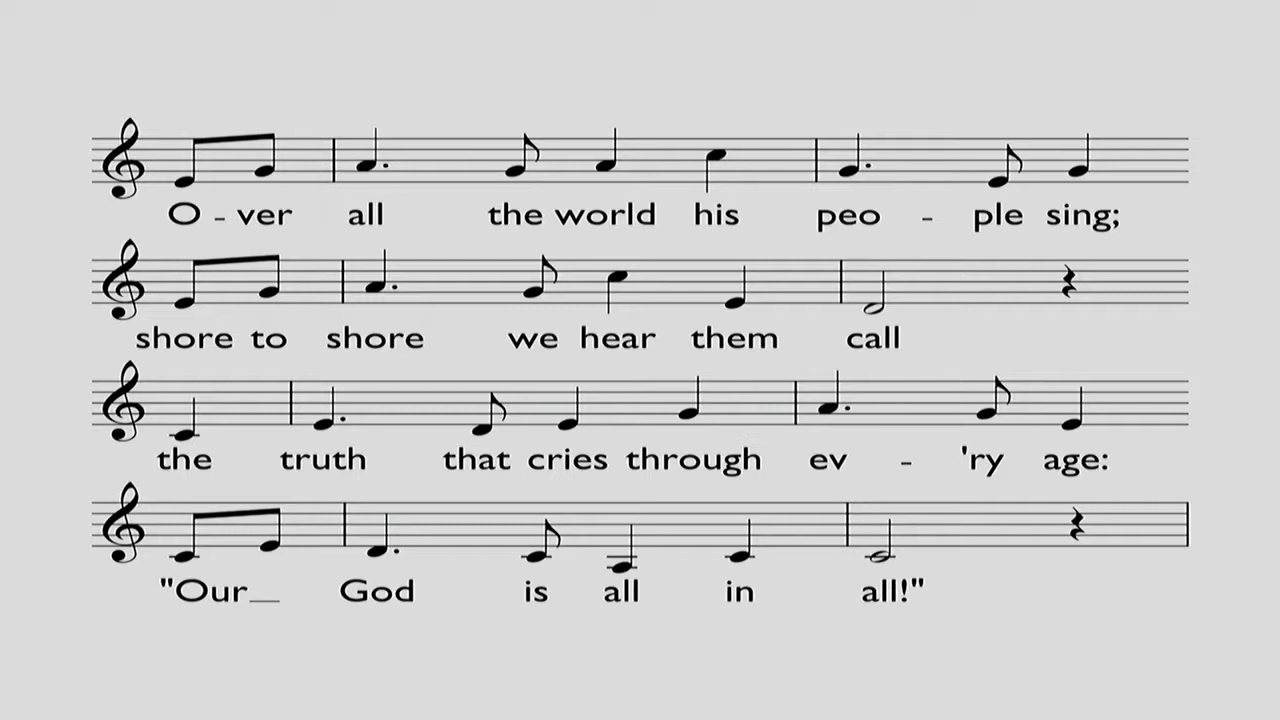 O - ver all the world his peo - ple sing;
shore to shore we hear them call
the truth that cries through ev - 'ry age:
"Our__ God is all in all!"